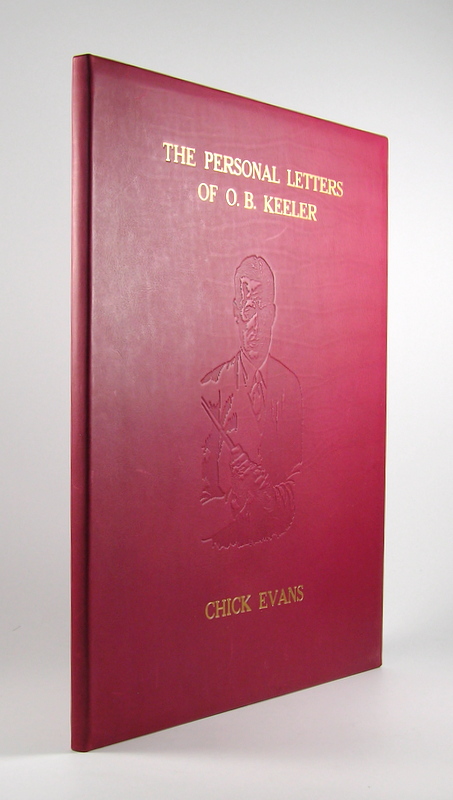 THE PERSONAL LETTERS
OF O. B. KEELER
CHICK EVANS